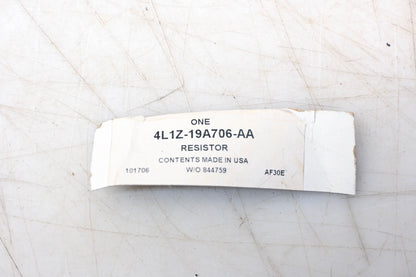 ONE
4L1Z-19A706-AA
RESISTOR
CONTENTS MADE IN USA
101706 W/O 844759 AF30E